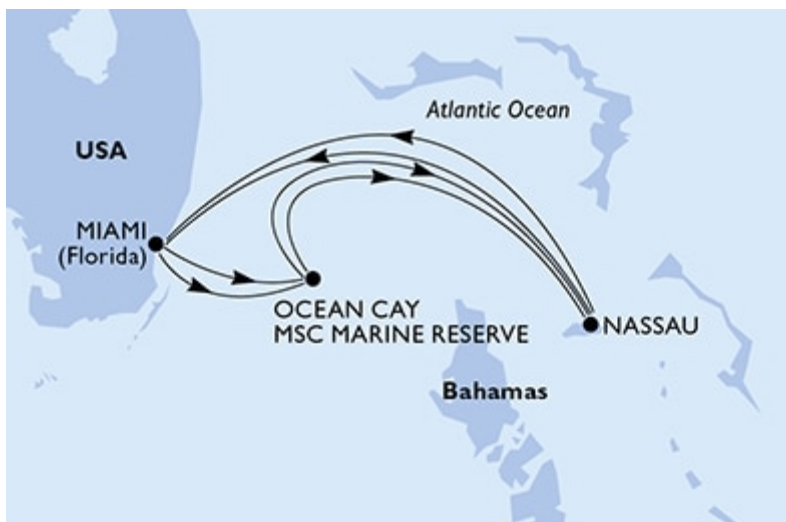 Atlantic Ocean
USA
MIAMI
(Florida)
OCEAN CAY
MSC MARINE RESERVE
NASSAU
Bahamas